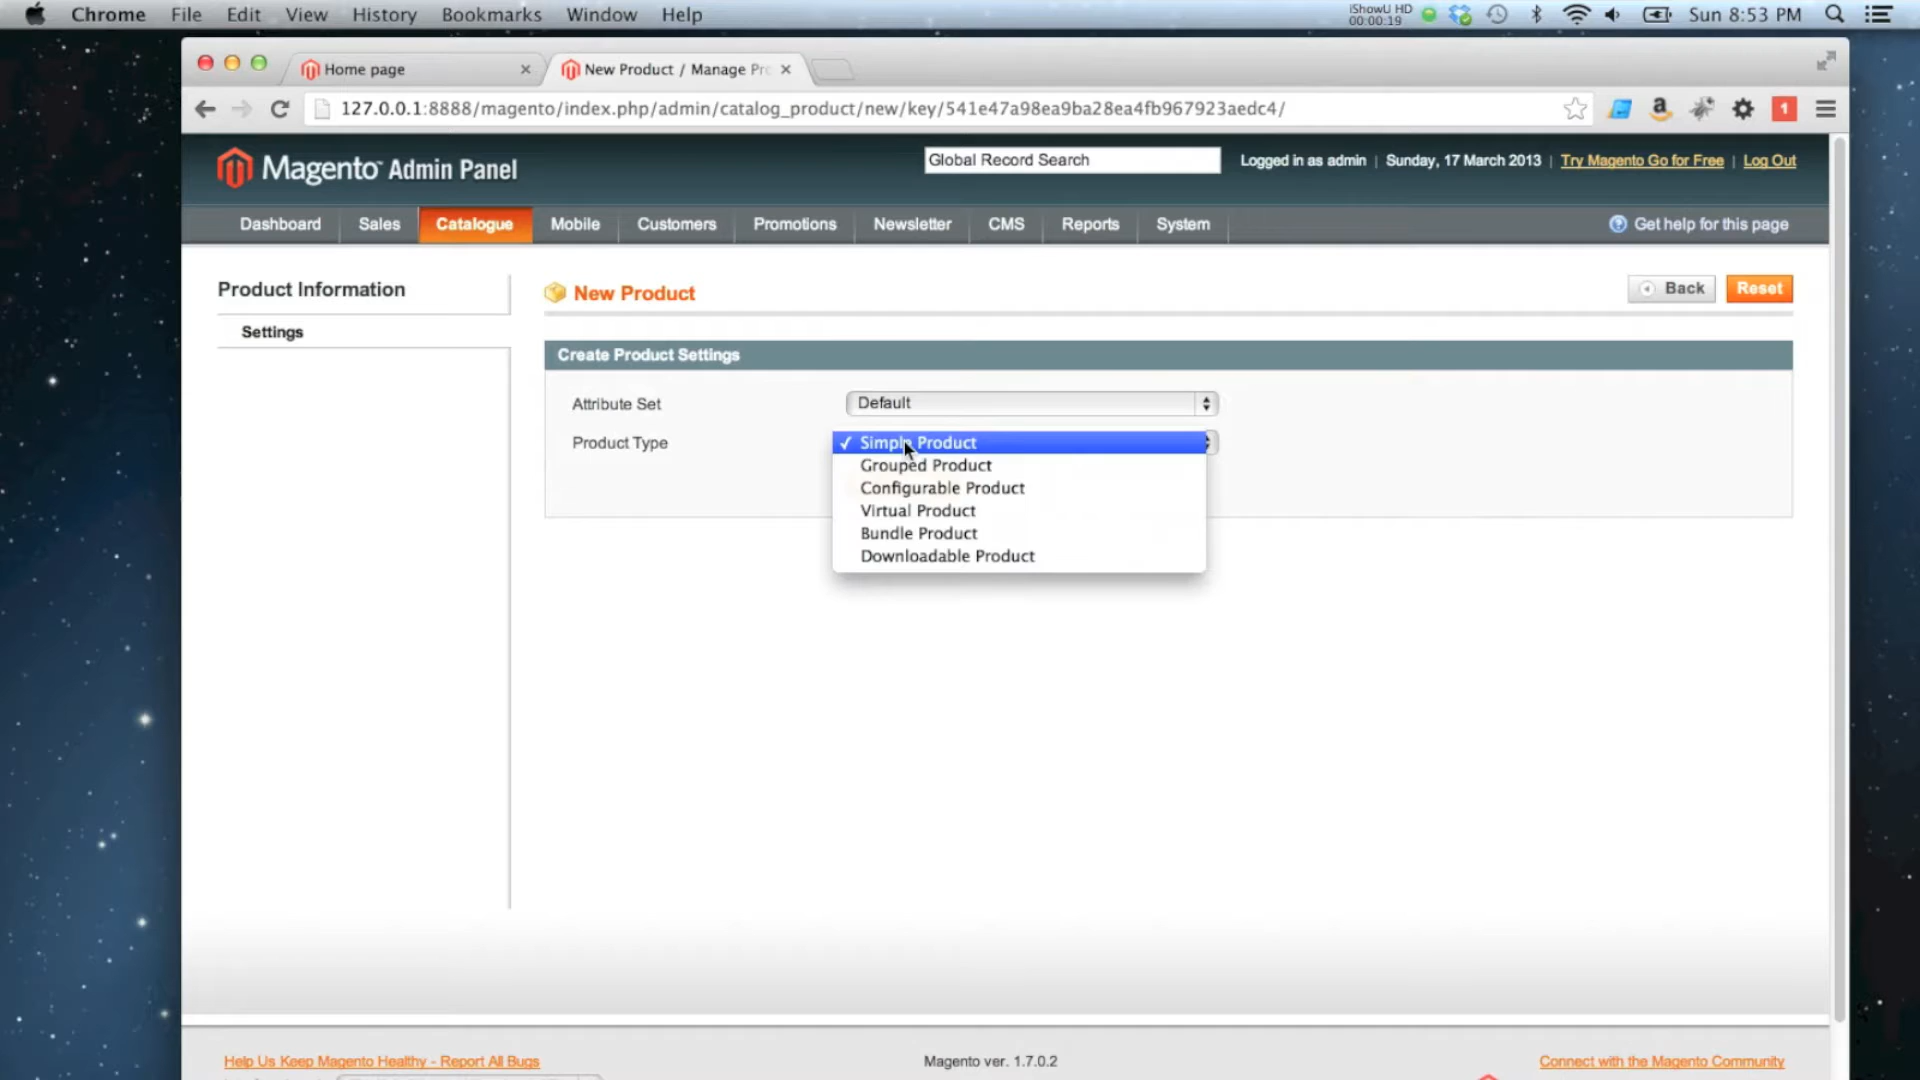 Chrome File Edit View History Bookmarks Window Help
iShowU HD
00:00:19
Sun 8:53 PM
Home page
New Product / Manage Pro
127.0.0.1:8888/magento/index.php/admin/catalog_product/new/key/541e47a98ea9ba28ea4fb967923aedc4/
1
Magento Admin Panel
Global Record Search
Logged in as admin | Sunday, 17 March 2013 | Try Magento Go for Free | Log Out
Dashboard Sales Catalogue Mobile Customers Promotions Newsletter CMS Reports System
Get help for this page
Product Information
Settings
New Product
Back
Reset
Create Product Settings
Attribute Set
Default
Product Type
✓ Simple Product
Grouped Product
Configurable Product
Virtual Product
Bundle Product
Downloadable Product
Help Us Keep Magento Healthy - Report All Bugs
Magento ver. 1.7.0.2
Connect with the Magento Community